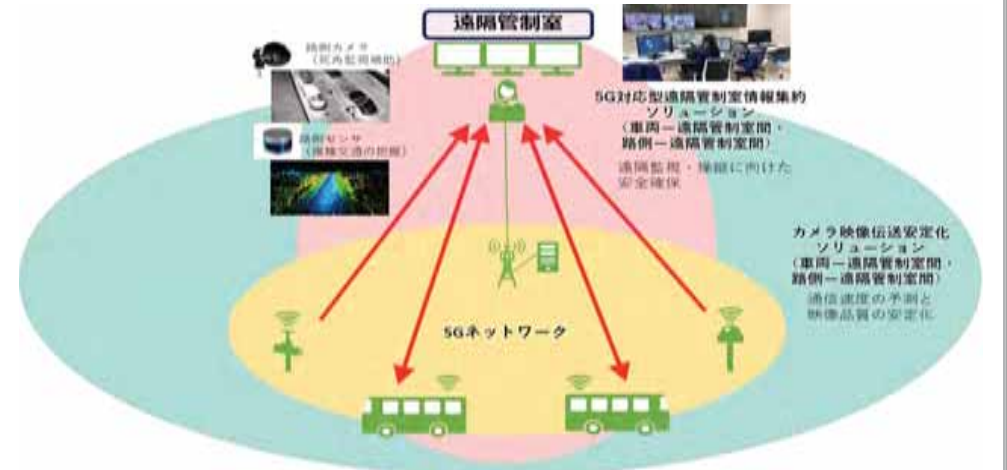 遠隔管制室
路側カメラ
(死角監視補助)
路側センサ
(複雑交通の把握)
5G対応型遠隔管制室情報集約
ソリューション
(車両ー遠隔管制室間・
路側ー遠隔管制室間)
遠隔監視・操縦に向けた
安全確保
カメラ映像伝送安定化
ソリューション
(車両ー遠隔管制室間・
路側ー遠隔管制室間)
通信速度の予測と
映像品質の安定化
5Gネットワーク